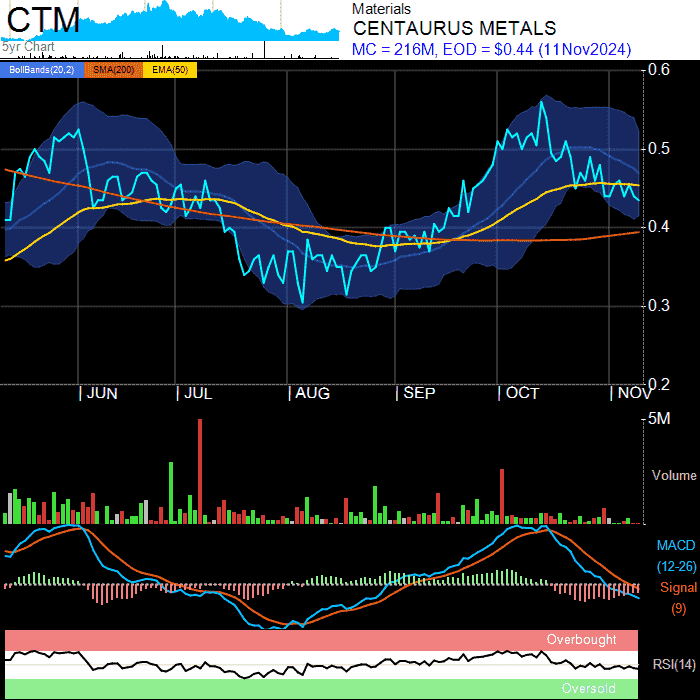 CTM
5yr Chart
Materials
CENTAURUS METALS
MC = 216M, EOD = $0.44 (11Nov2024)
BollBands(20,2) SMA(200) EMA(50)
0.6
0.5
0.4
0.3
0.2
JUN JUL AUG SEP OCT NOV
5M
Volume
MACD
(12-26)
Signal
(9)
Overbought
RSI(14)
Oversold